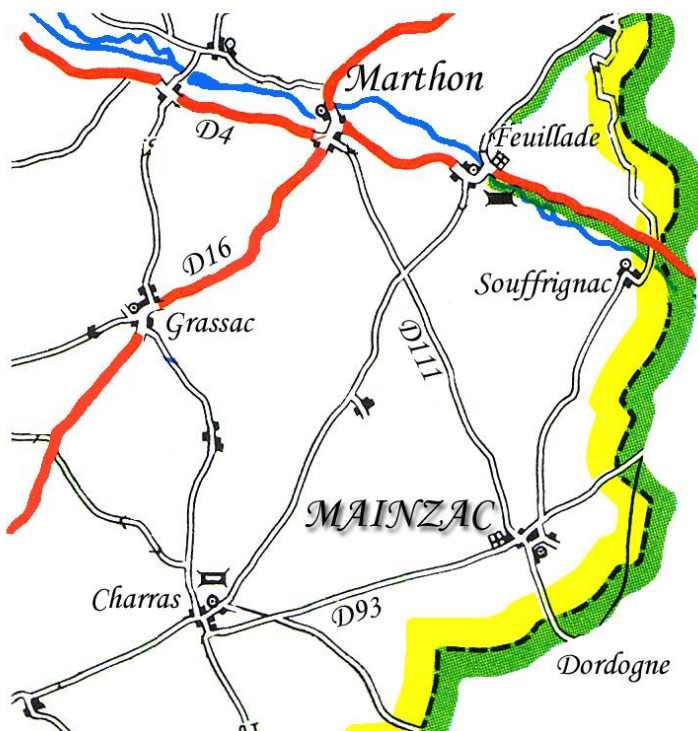 Marthon
D4
Feuillade
D16
Souffrignac
Grassac
D111
MAINZAC
Charras
D93
Dordogne